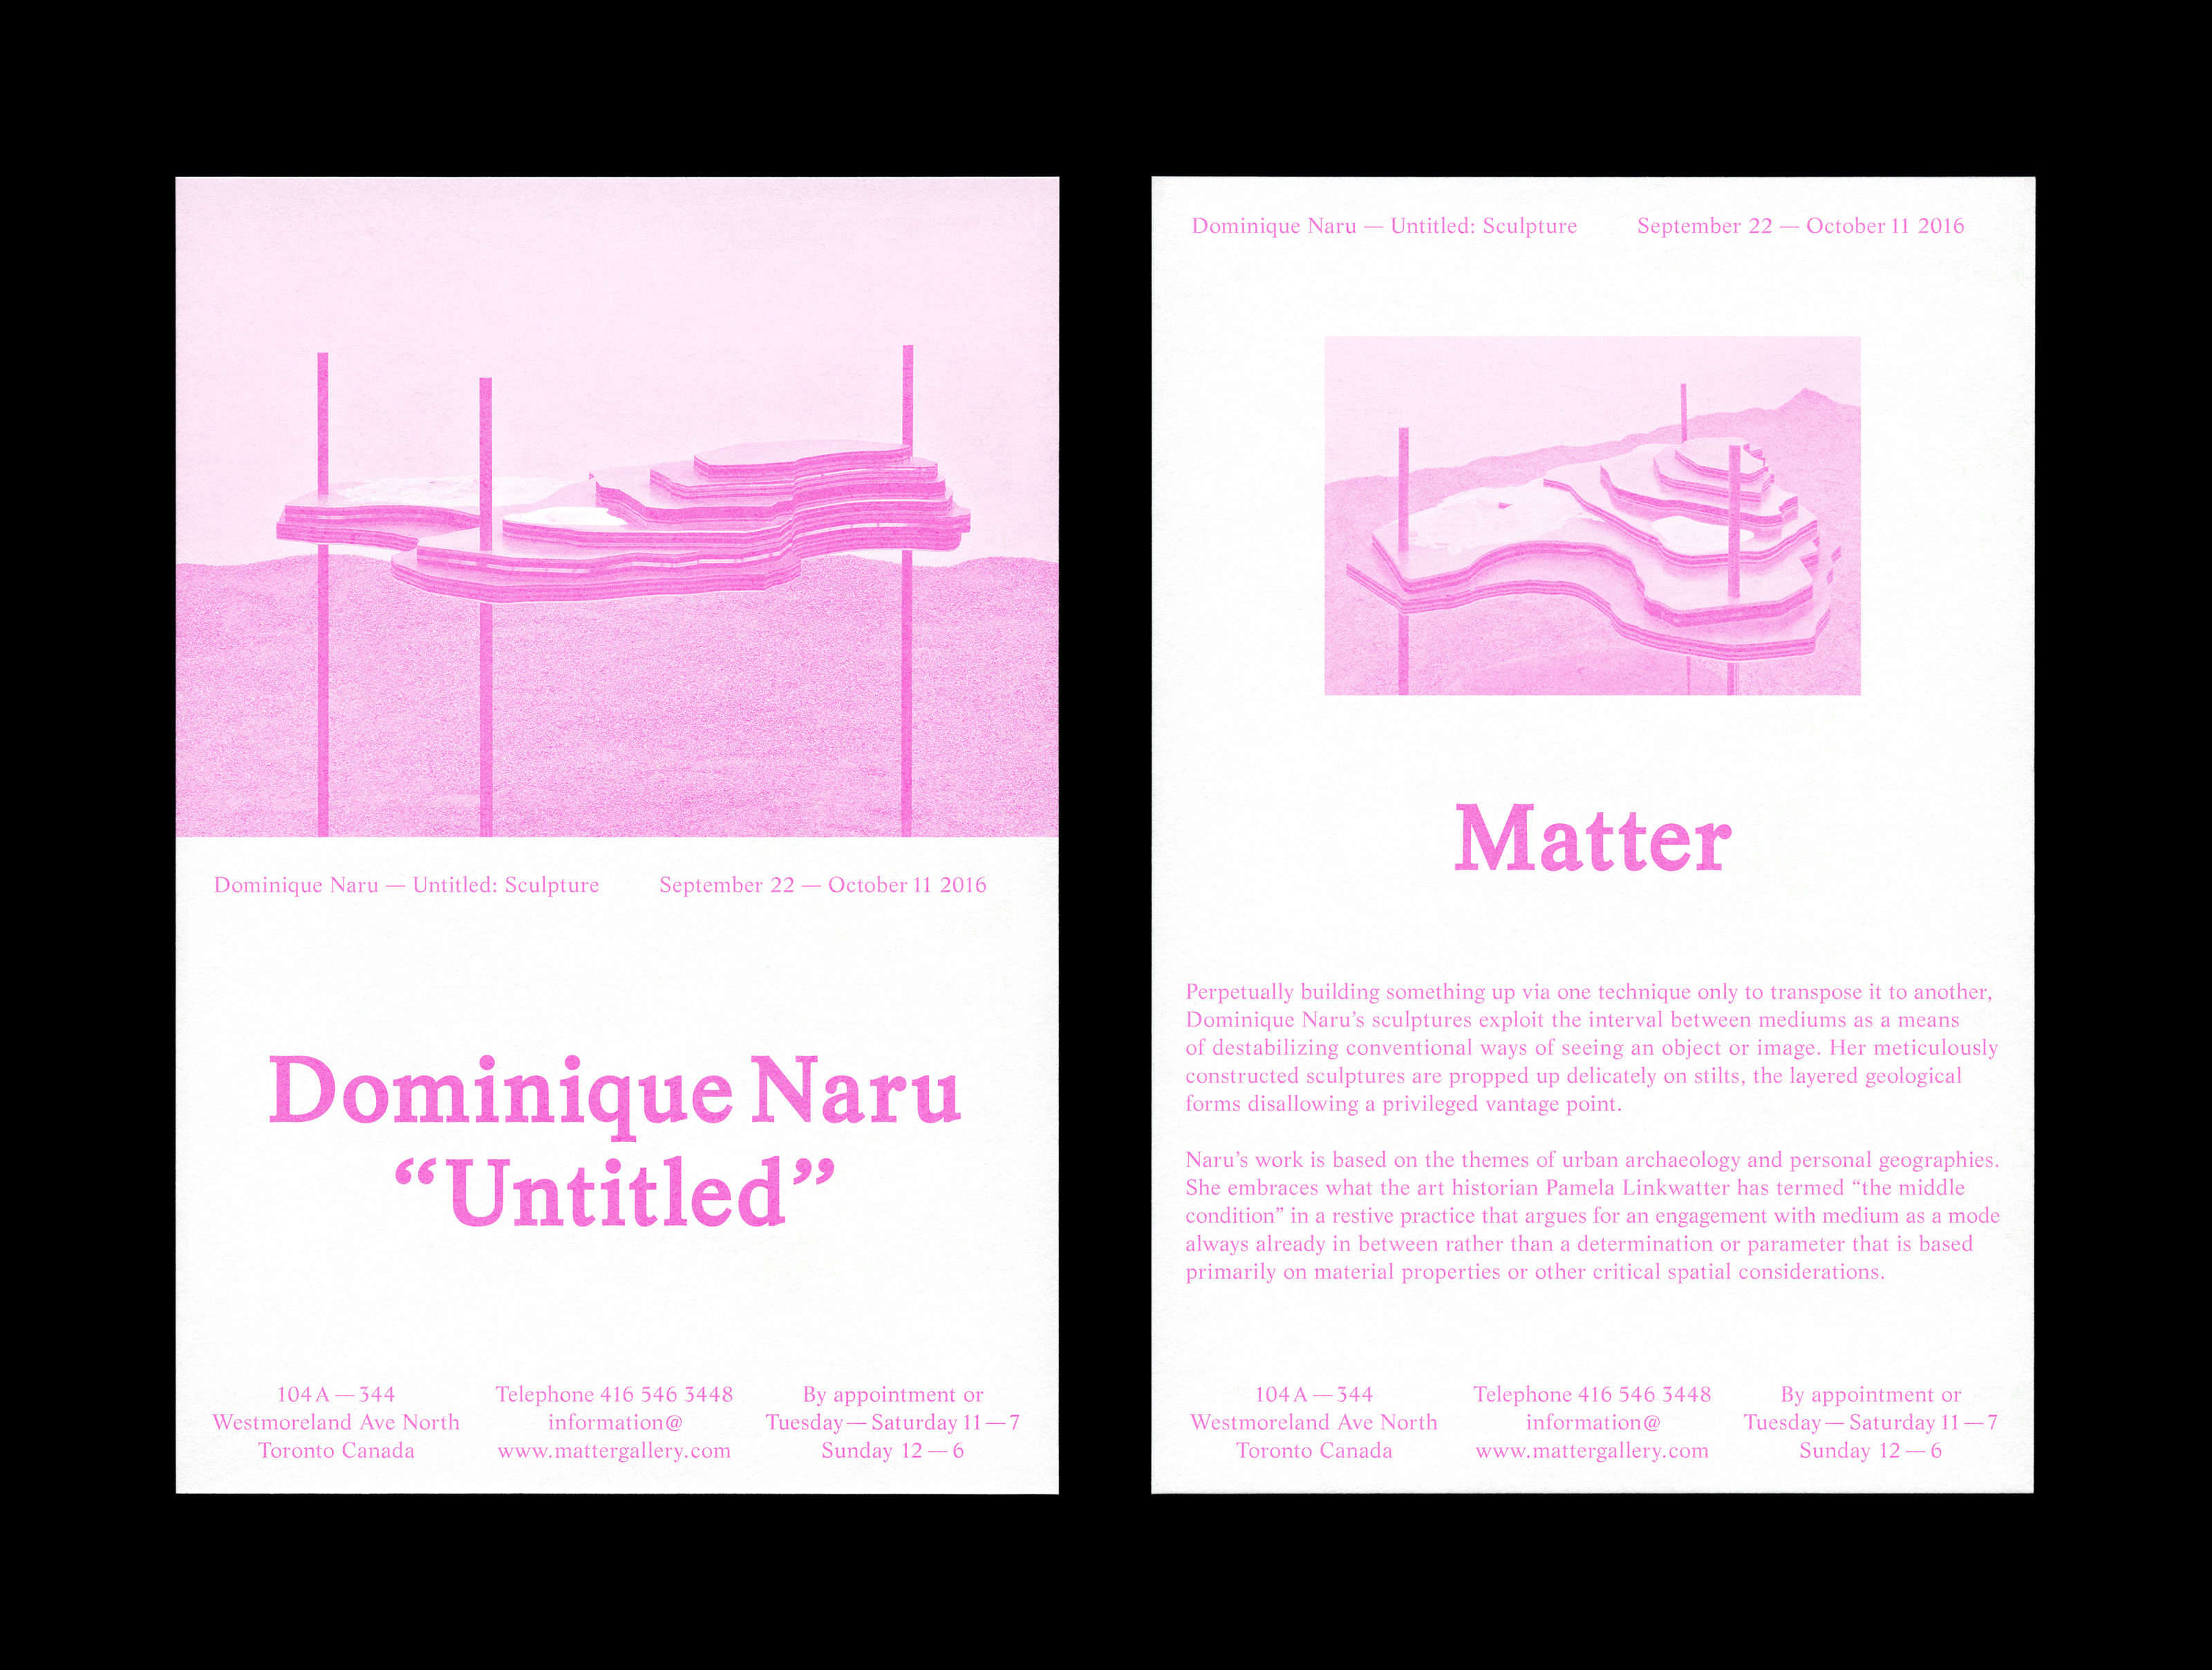 Dominique Naru — Untitled: Sculpture September 22 — October 11 2016
Dominique Naru
“Untitled”
104 A — 344
Westmoreland Ave North
Toronto Canada
Telephone 416 546 3448
information@
www.mattergallery.com
By appointment or
Tuesday — Saturday 11 — 7
Sunday 12 — 6
Dominique Naru — Untitled: Sculpture September 22 — October 11 2016
Matter
Perpetually building something up via one technique only to transpose it to another,
Dominique Naru’s sculptures exploit the interval between mediums as a means
of destabilizing conventional ways of seeing an object or image. Her meticulously
constructed sculptures are propped up delicately on stilts, the layered geological
forms disallowing a privileged vantage point.
Naru’s work is based on the themes of urban archaeology and personal geographies.
She embraces what the art historian Pamela Linkwatter has termed “the middle
condition” in a restive practice that argues for an engagement with medium as a mode
always already in between rather than a determination or parameter that is based
primarily on material properties or other critical spatial considerations.
104 A — 344
Westmoreland Ave North
Toronto Canada
Telephone 416 546 3448
information@
www.mattergallery.com
By appointment or
Tuesday — Saturday 11 — 7
Sunday 12 — 6